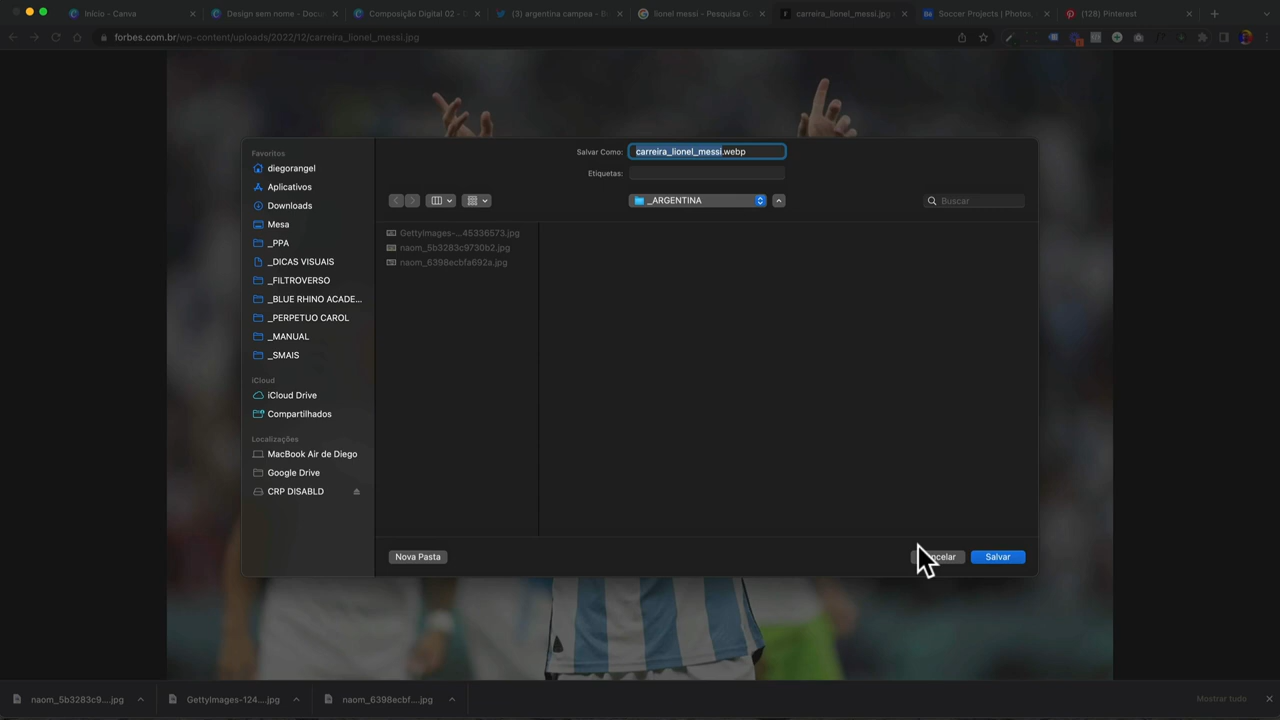 Início - Canva
Design sem nome - Docu
Composição Digital 02 - C
(3) argentina campea - B
lionel messi - Pesquisa G
carreira_lionel_messi.jpg
Soccer Projects | Photos,
(128) Pinterest
forbes.com.br/wp-content/uploads/2022/12/carreira_lionel_messi.jpg
Salvar Como: carreira_lionel_messi.webp
Etiquetas:
_ARGENTINA
Buscar
Favoritos
diegorangel
Aplicativos
Downloads
Mesa
_PPA
_DICAS VISUAIS
_FILTROVERSO
_BLUE RHINO ACADE...
_PERPETUO CAROL
_MANUAL
_SMAIS
iCloud
iCloud Drive
Compartilhados
Localizações
MacBook Air de Diego
Google Drive
CRP DISABLD
GettyImages-...45336573.jpg
naom_5b3283c9730b2.jpg
naom_6398ecbfa692a.jpg
Nova Pasta
ncelar
Salvar
naom_5b3283c9....jpg
GettyImages-124....jpg
naom_6398ecbf....jpg
Mostrar tudo